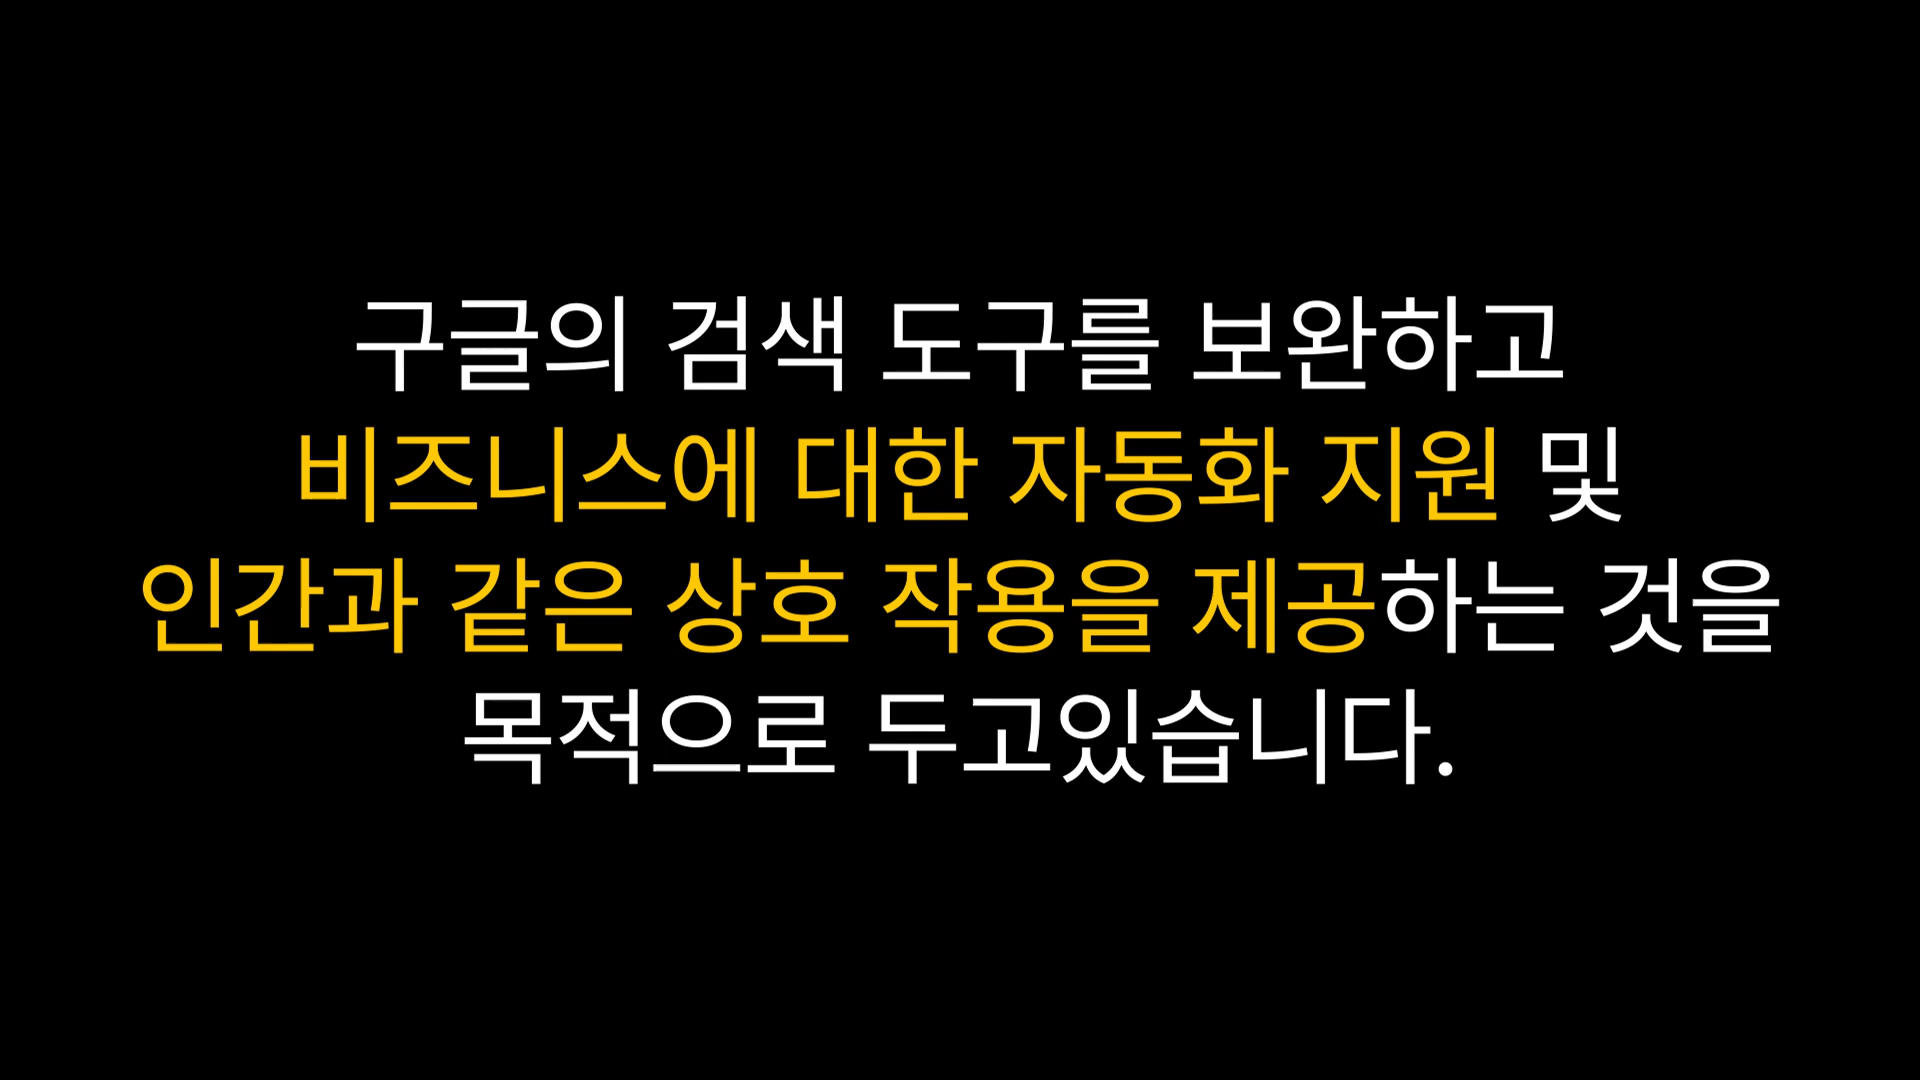 구글의 검색 도구를 보완하고
비즈니스에 대한 자동화 지원 및
인간과 같은 상호 작용을 제공하는 것을
목적으로 두고있습니다.